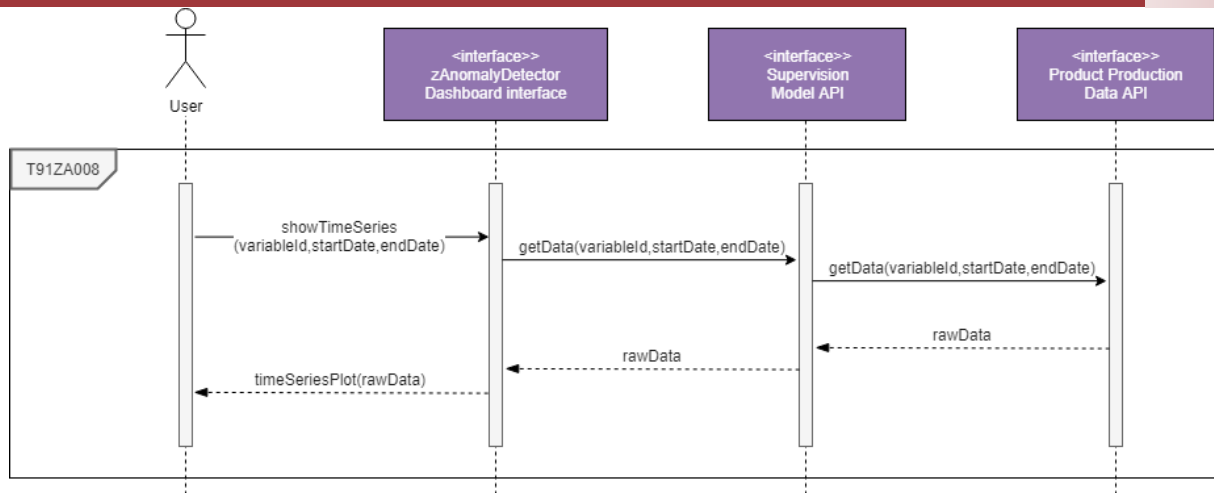 <interface>>
zAnomalyDetector
Dashboard interface
<interface>>
Supervision
Model API
<interface>>
Product Production
Data API
User
T91ZA008
showTimeSeries
(variableId,startDate,endDate)
getData(variableId,startDate,endDate)
getData(variableId,startDate,endDate)
rawData
rawData
timeSeriesPlot(rawData)